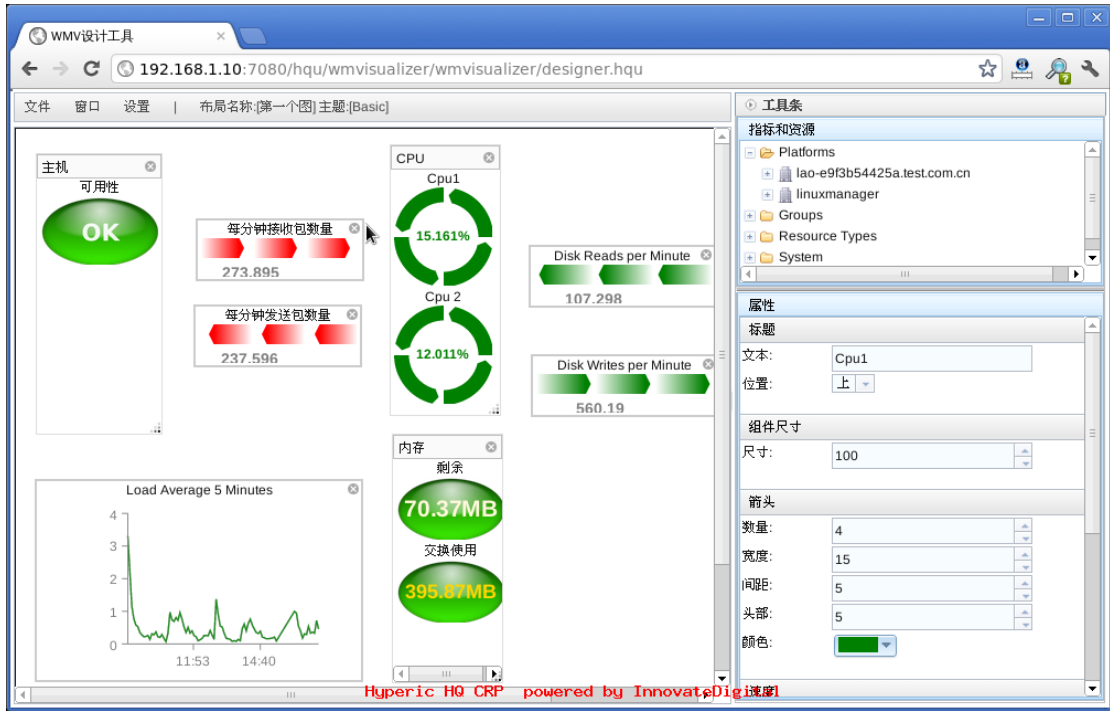 WMV设计工具
192.168.1.10:7080/hqu/wmvisualizer/wmvisualizer/designer.hqu
文件 窗口 设置 | 布局名称:[第一个图] 主题:[Basic]
主机
可用性
OK
每分钟接收包数量
273.895
每分钟发送包数量
237.596
CPU
Cpu1
15.161%
Cpu 2
12.011%
Disk Reads per Minute
107.298
Disk Writes per Minute
560.19
Load Average 5 Minutes
4
3
2
1
0
11:53 14:40
内存
剩余
70.37MB
交换使用
395.87MB
工具条
指标和资源
Platforms
lao-e9f3b54425a.test.com.cn
linuxmanager
Groups
Resource Types
System
属性
标题
文本: Cpu1
位置: 上
组件尺寸
尺寸: 100
箭头
数量: 4
宽度: 15
间距: 5
头部: 5
颜色:
速度
Hyperic HQ CRP powered by InnovateDigital